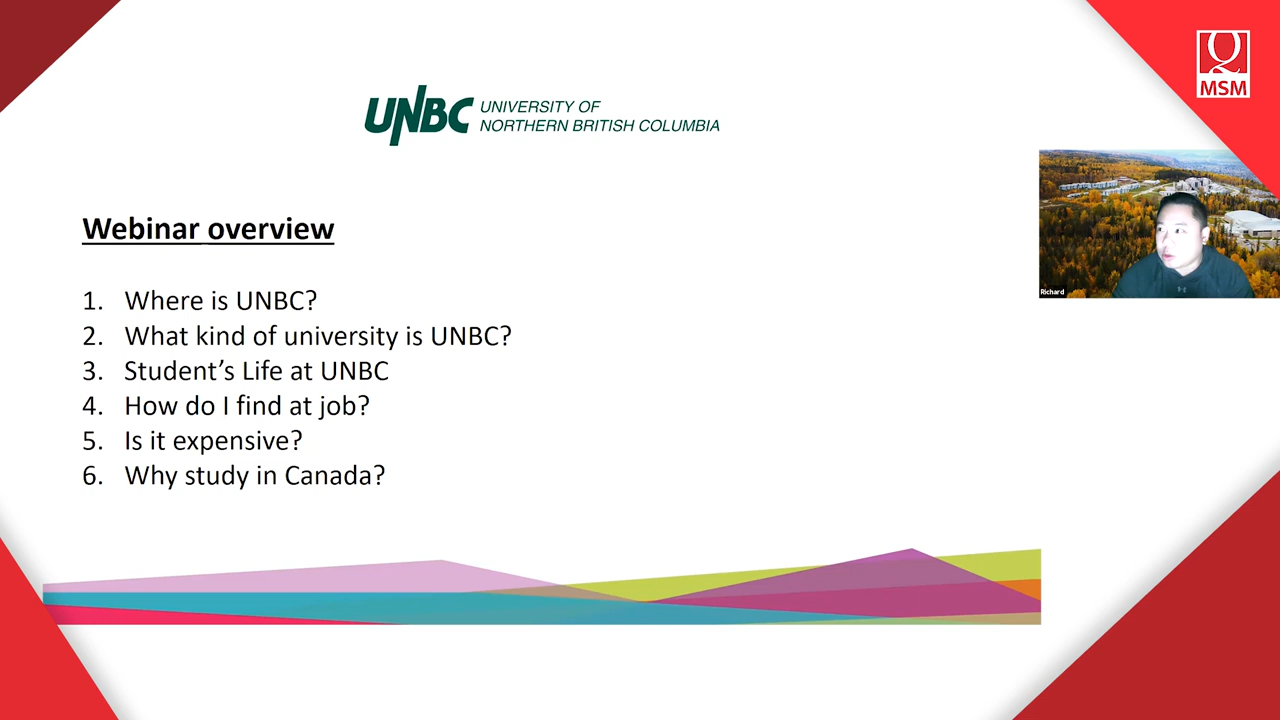 Q
MSM
UNBC UNIVERSITY OF
NORTHERN BRITISH COLUMBIA
Webinar overview
1. Where is UNBC?
2. What kind of university is UNBC?
3. Student’s Life at UNBC
4. How do I find at job?
5. Is it expensive?
6. Why study in Canada?
Richard